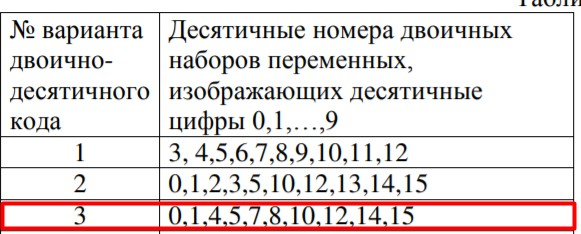 № варианта
двоично-
десятичного
кода
Десятичные номера двоичных
наборов переменных,
изображающих десятичные
цифры 0,1,…,9
1
3, 4,5,6,7,8,9,10,11,12
2
0,1,2,3,5,10,12,13,14,15
3
0,1,4,5,7,8,10,12,14,15